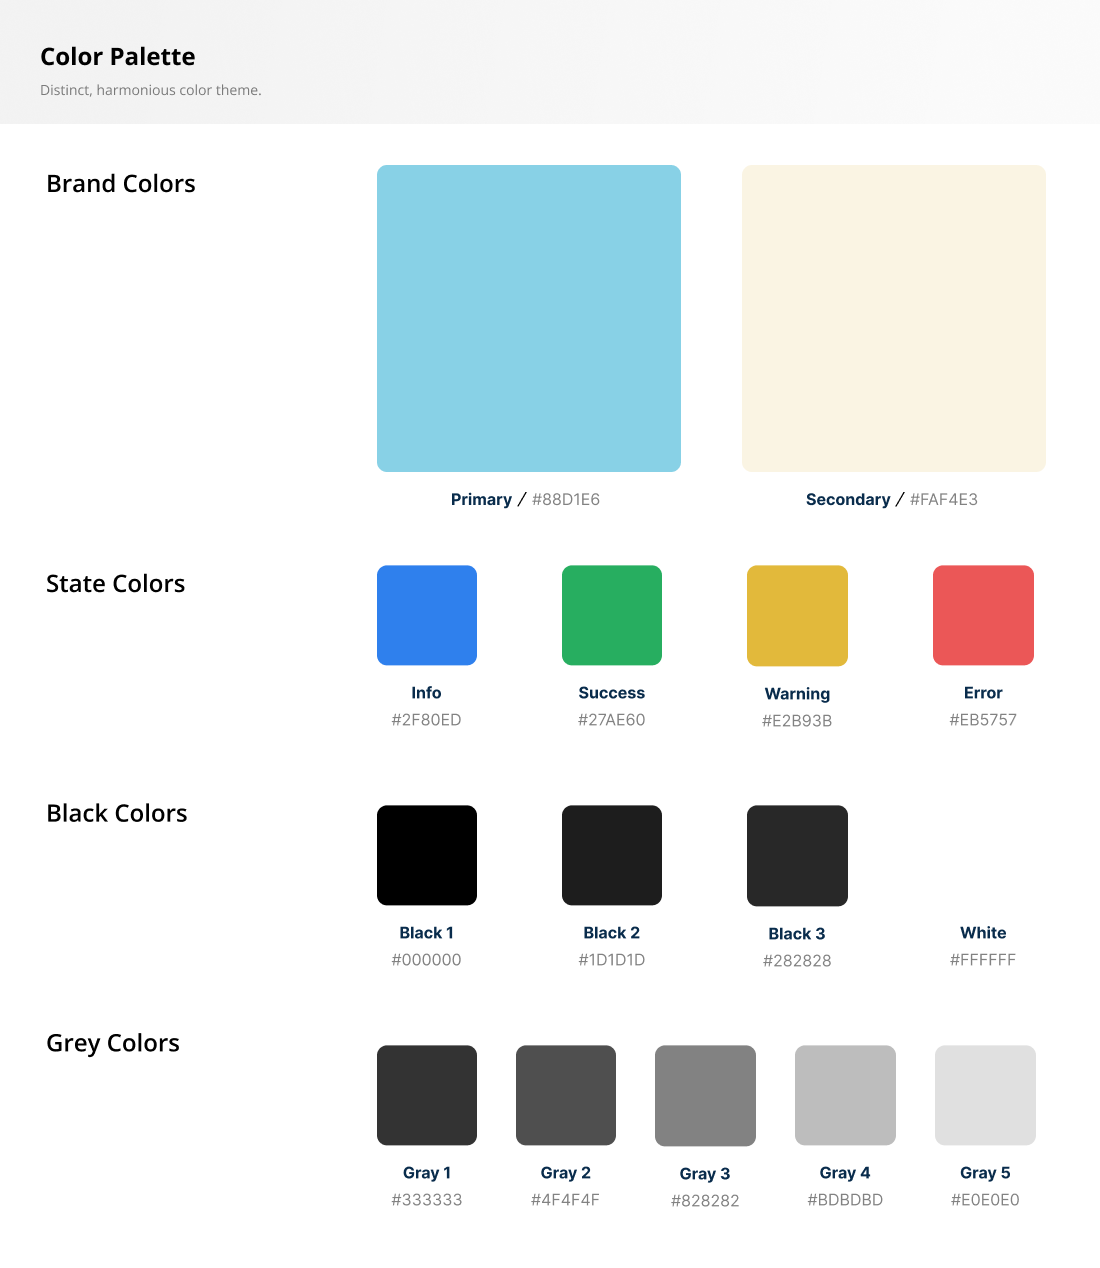 Color Palette
Distinct, harmonious color theme.
Brand Colors
Primary / #88D1E6
Secondary / #FAF4E3
State Colors
Info
#2F80ED
Success
#27AE60
Warning
#E2B93B
Error
#EB5757
Black Colors
Black 1
#000000
Black 2
#1D1D1D
Black 3
#282828
White
#FFFFFF
Grey Colors
Gray 1
#333333
Gray 2
#4F4F4F
Gray 3
#828282
Gray 4
#BDBDBD
Gray 5
#E0E0E0